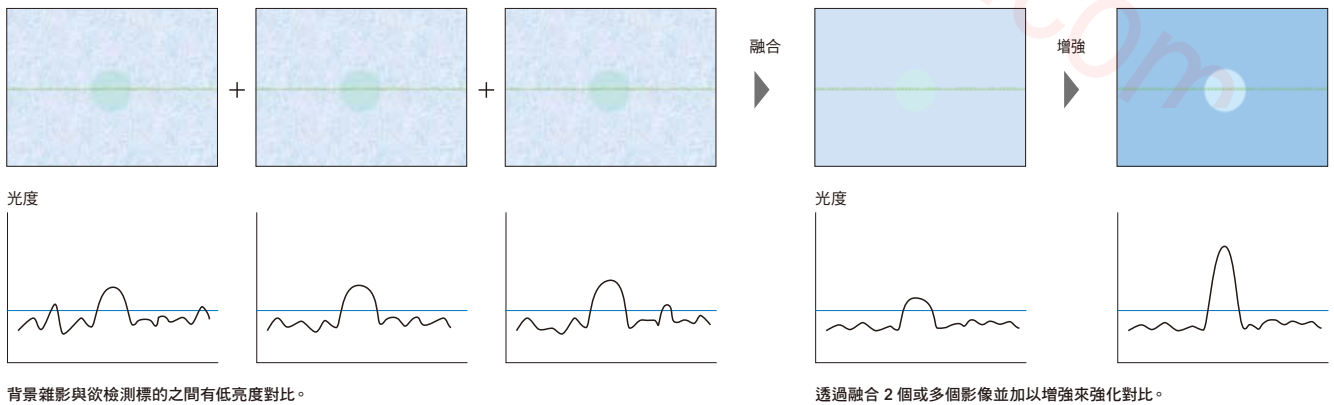 +
+
融合
增強
光度
光度
背景雜影與欲檢測標的之間有低亮度對比。
透過融合 2 個或多個影像並加以增強來強化對比。
.com